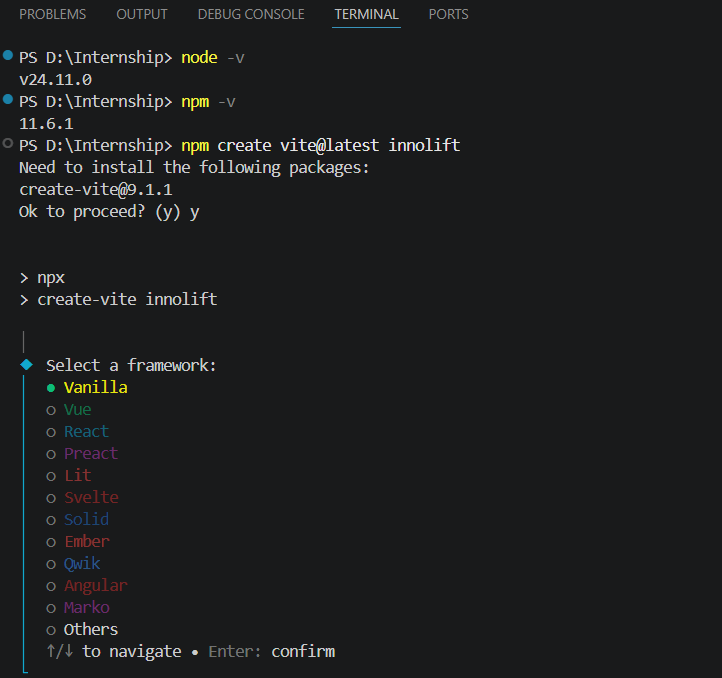 PROBLEMS OUTPUT DEBUG CONSOLE TERMINAL PORTS
PS D:\Internship> node -v
v24.11.0
PS D:\Internship> npm -v
11.6.1
PS D:\Internship> npm create vite@latest innolift
Need to install the following packages:
create-vite@9.1.1
Ok to proceed? (y) y
> npx
> create-vite innolift
Select a framework:
Vanilla
Vue
React
Preact
Lit
Svelte
Solid
Ember
Qwik
Angular
Marko
Others
↑/↓ to navigate • Enter: confirm